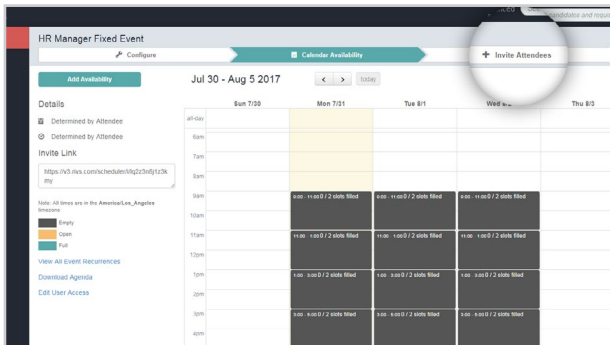 candidates and requir
HR Manager Fixed Event
Configure
Calendar Availability
Invite Attendees
Add Availability
Jul 30 - Aug 5 2017
< > today
Sun 7/30 Mon 7/31 Tue 8/1 Wed 8/2 Thu 8/3
all-day
Details
Determined by Attendee
Determined by Attendee
Invite Link
Note: All times are in the America/Los_Angeles
timezone
Empty
Open
Full
View All Event Recurrences
Download Agenda
Edit User Access
6am
7am
8am
9am
9:00 - 11:00 0 / 2 slots filled 9:00 - 11:00 0 / 2 slots filled 9:00 - 11:00 0 / 2 slots filled
10am
11am
11:00 - 1:00 0 / 2 slots filled 11:00 - 1:00 0 / 2 slots filled 11:00 - 1:00 0 / 2 slots filled
12pm
1pm
1:00 - 3:00 0 / 2 slots filled 1:00 - 3:00 0 / 2 slots filled 1:00 - 3:00 0 / 2 slots filled
2pm
3pm
3:00 - 5:00 0 / 2 slots filled 3:00 - 5:00 0 / 2 slots filled 3:00 - 5:00 0 / 2 slots filled
4pm